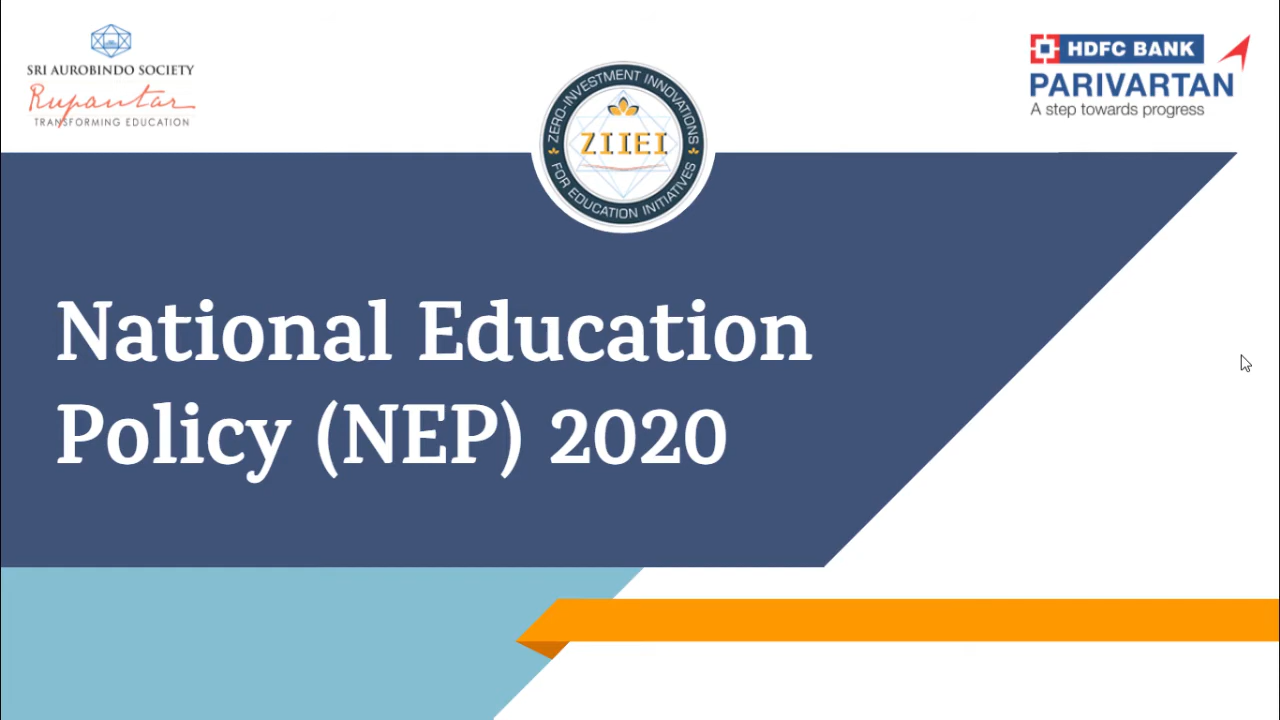 SRI AUROBINDO SOCIETY
Rupantar
TRANSFORMING EDUCATION
ZERO-INVESTMENT INNOVATIONS
ZIIEI
FOR EDUCATION INITIATIVES
HDFC BANK
PARIVARTAN
A step towards progress
National Education
Policy (NEP) 2020